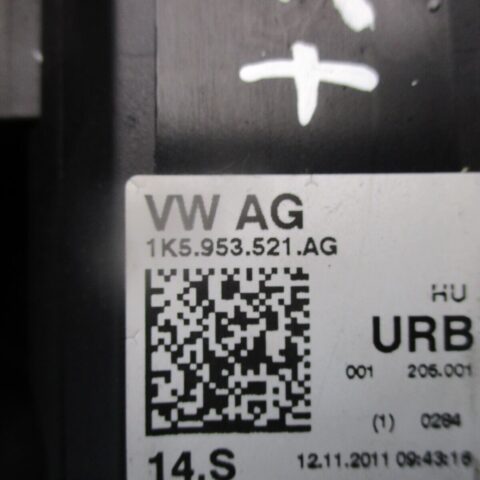 VW AG
1K5.953.521.AG
HU
URB
001 205.001
(1) 0284
14.S 12.11.2011 09:43:16